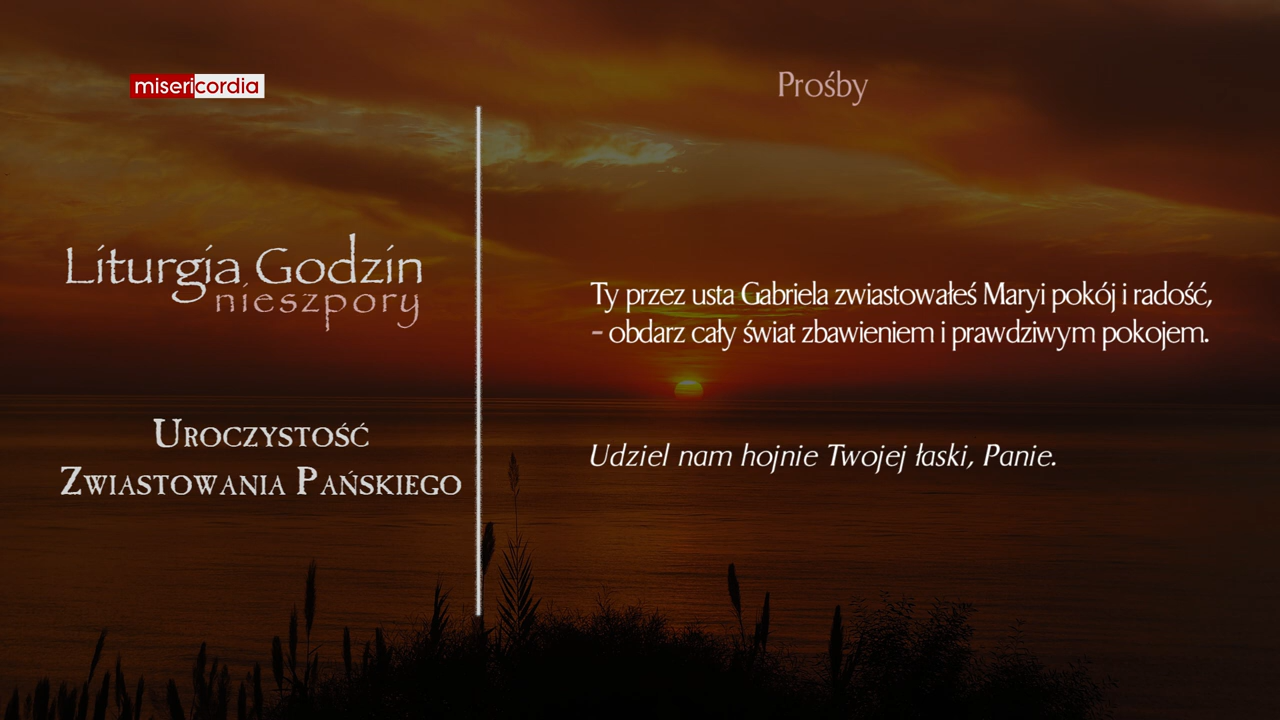 misericordia
Prośby
Liturgia Godzin
nieszpory
Uroczystość
Zwiastowania Pańskiego
Ty przez usta Gabriela zwiastowałeś Maryi pokój i radość,
– obdarz cały świat zbawieniem i prawdziwym pokojem.
Udziel nam hojnie Twojej łaski, Panie.